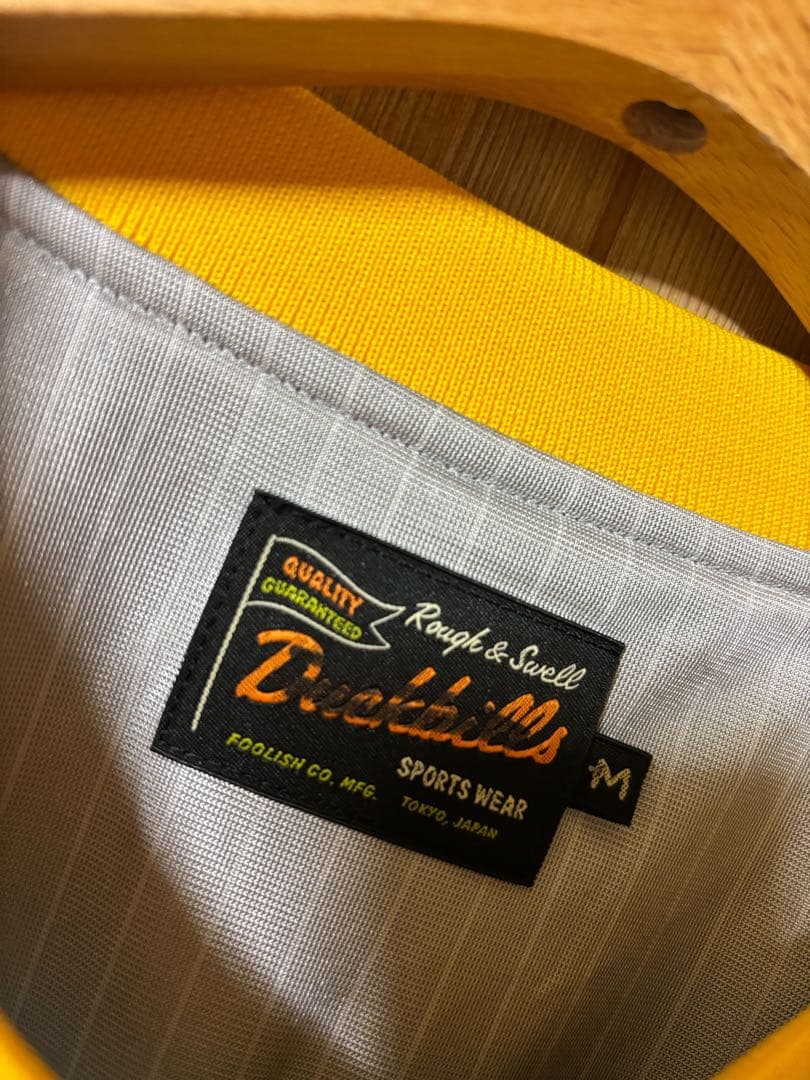 QUALITY
GUARANTEED
Rough & Swell
Duckbills
FOOLISH CO. MFG.
SPORTS WEAR
TOKYO, JAPAN
M